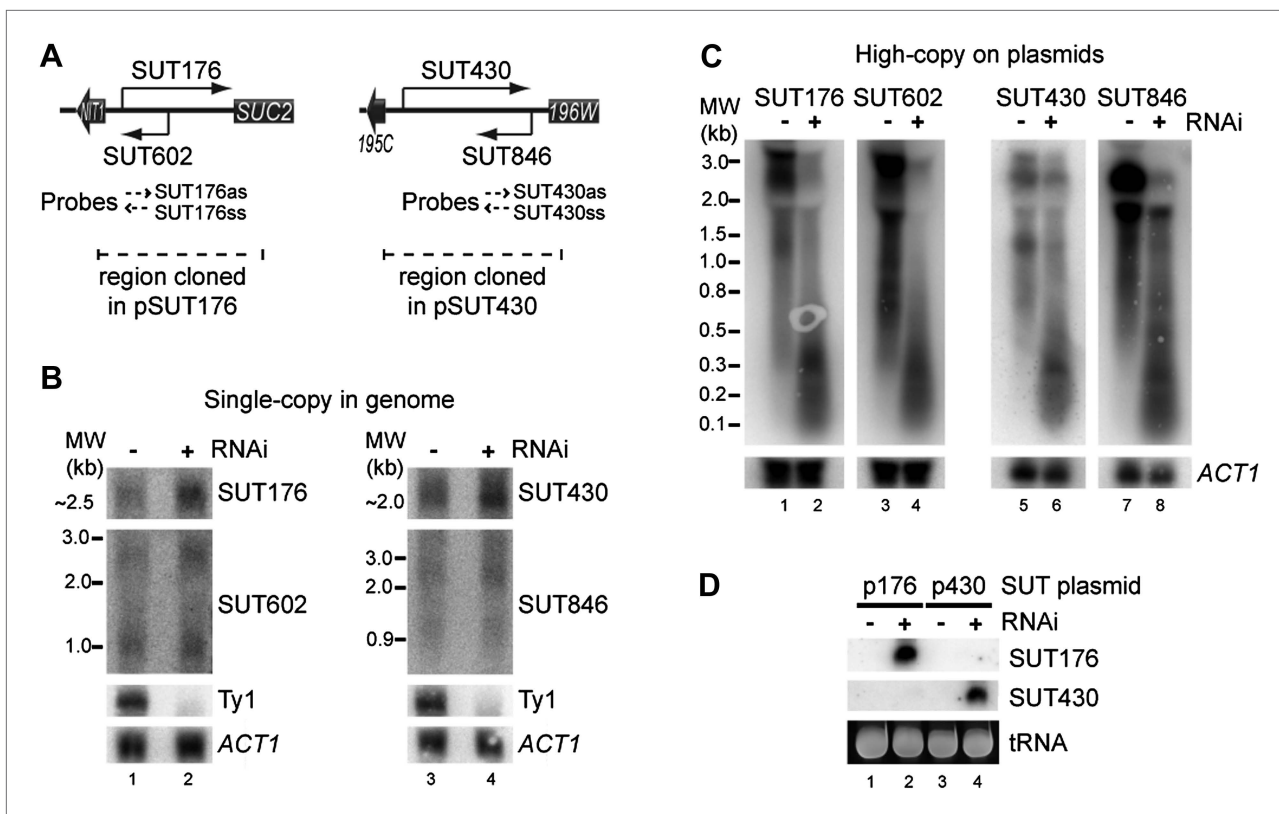 A
SUT176
NIT1
SUC2
SUT602
Probes
SUT176as
SUT176ss
region cloned
in pSUT176
SUT430
195C
196W
SUT846
Probes
SUT430as
SUT430ss
region cloned
in pSUT430
B
Single-copy in genome
MW
(kb)
- + RNAi
~2.5
SUT176
3.0
2.0
1.0
SUT602
Ty1
ACT1
1 2
MW
(kb)
- + RNAi
~2.0
SUT430
3.0
2.0
0.9
SUT846
Ty1
ACT1
3 4
C
High-copy on plasmids
MW
(kb)
SUT176 SUT602 SUT430 SUT846
- + - + - + - + RNAi
3.0
2.0
1.5
1.0
0.8
0.5
0.3
0.2
0.1
ACT1
1 2 3 4 5 6 7 8
D
p176 p430 SUT plasmid
- + - + RNAi
SUT176
SUT430
tRNA
1 2 3 4